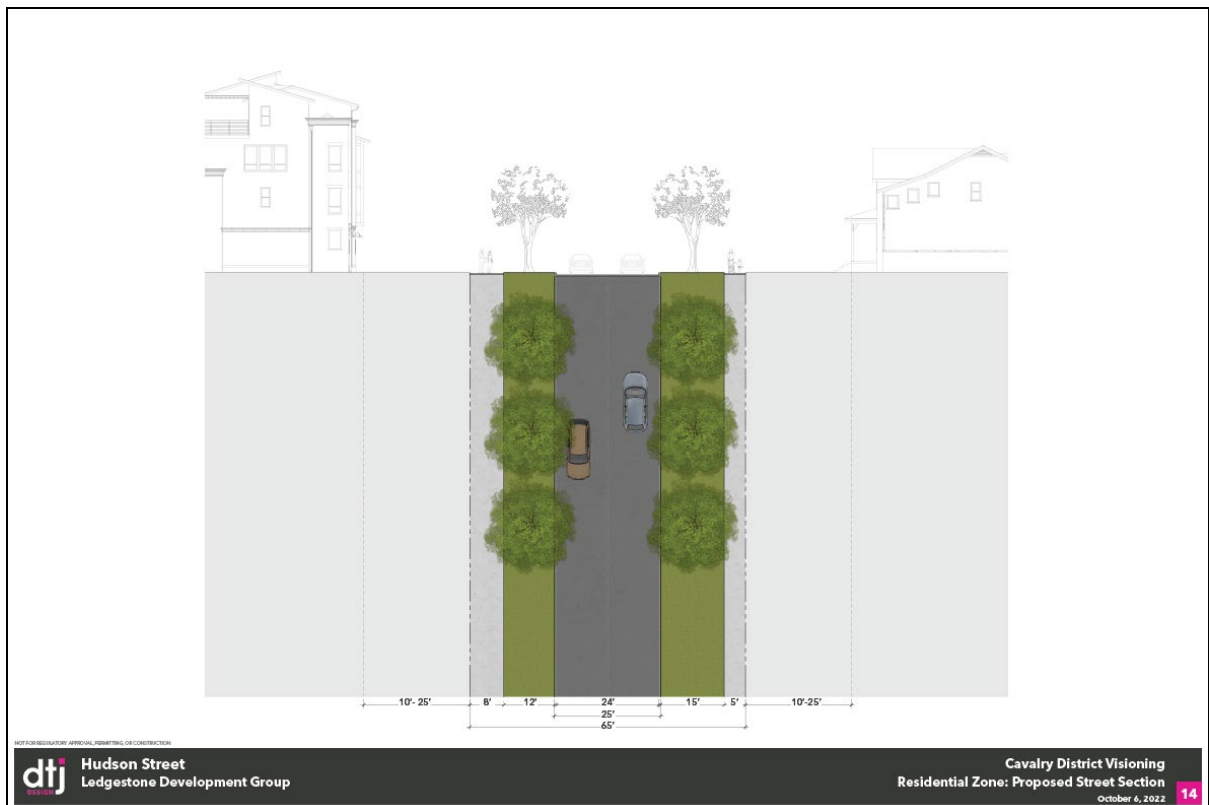 10'- 25'
8'
12'
24'
15'
5'
10'-25'
25'
65'
NOT FOR REGULATORY APPROVAL, PERMITTING, OR CONSTRUCTION
dtj
DESIGN
Hudson Street
Ledgestone Development Group
Cavalry District Visioning
Residential Zone: Proposed Street Section
October 6, 2022
14